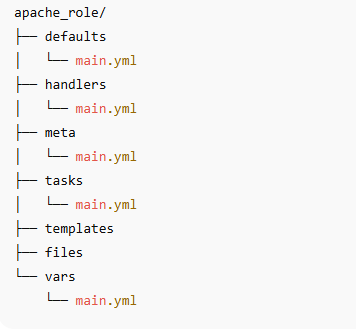 apache_role/
├── defaults
│   └── main.yml
├── handlers
│   └── main.yml
├── meta
│   └── main.yml
├── tasks
│   └── main.yml
├── templates
├── files
└── vars
    └── main.yml